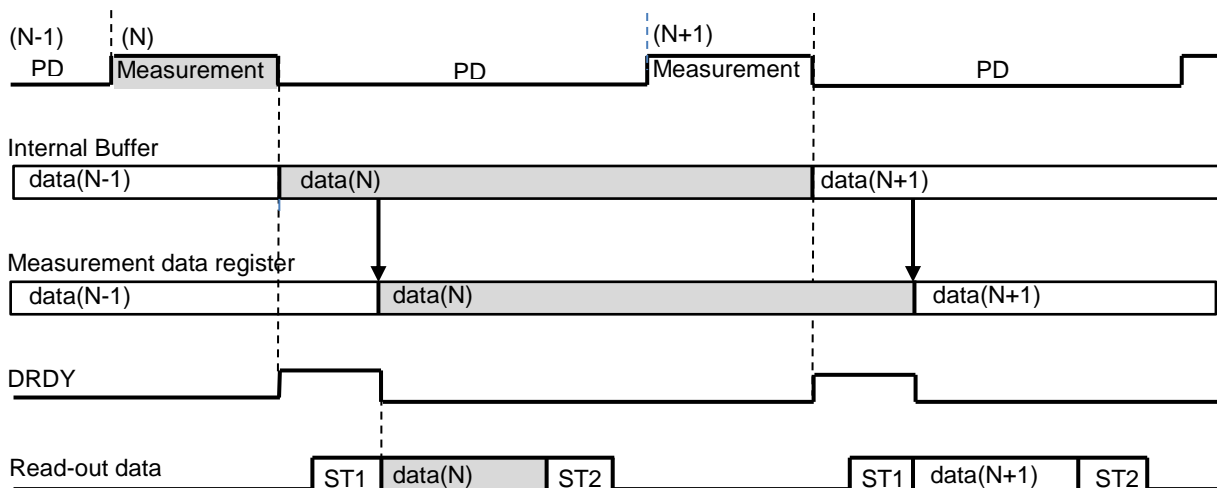 (N-1) (N) (N+1)
PD Measurement PD Measurement PD
Internal Buffer
data(N-1) data(N) data(N+1)
Measurement data register
data(N-1) data(N) data(N+1)
DRDY
Read-out data ST1 data(N) ST2 ST1 data(N+1) ST2